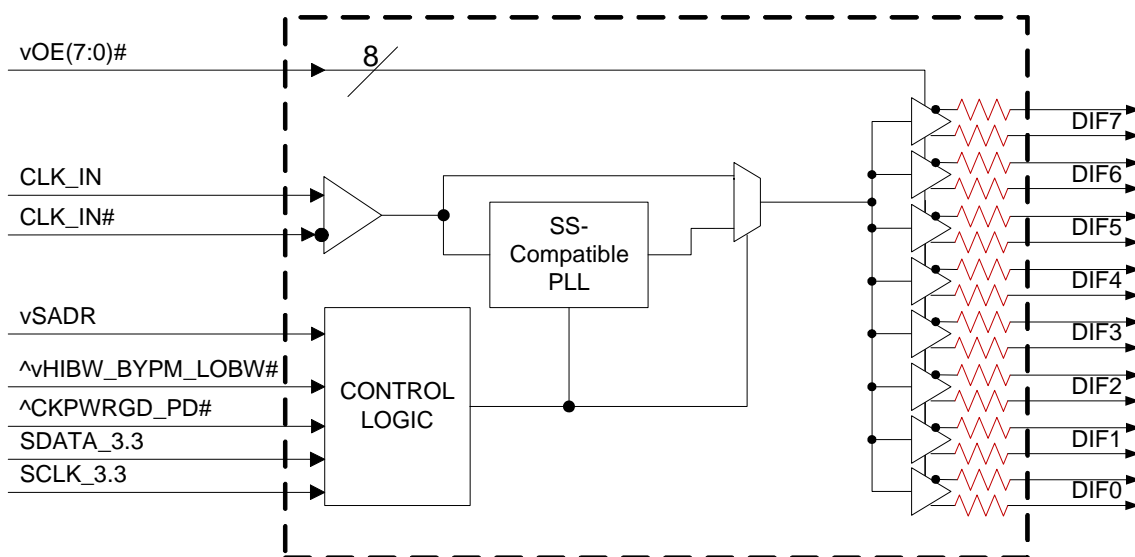 vOE(7:0)#
8
CLK_IN
CLK_IN#
SS-
Compatible
PLL
vSADR
^vHIBW_BYPM_LOBW#
^CKPWRGD_PD#
SDATA_3.3
SCLK_3.3
CONTROL
LOGIC
DIF7
DIF6
DIF5
DIF4
DIF3
DIF2
DIF1
DIF0